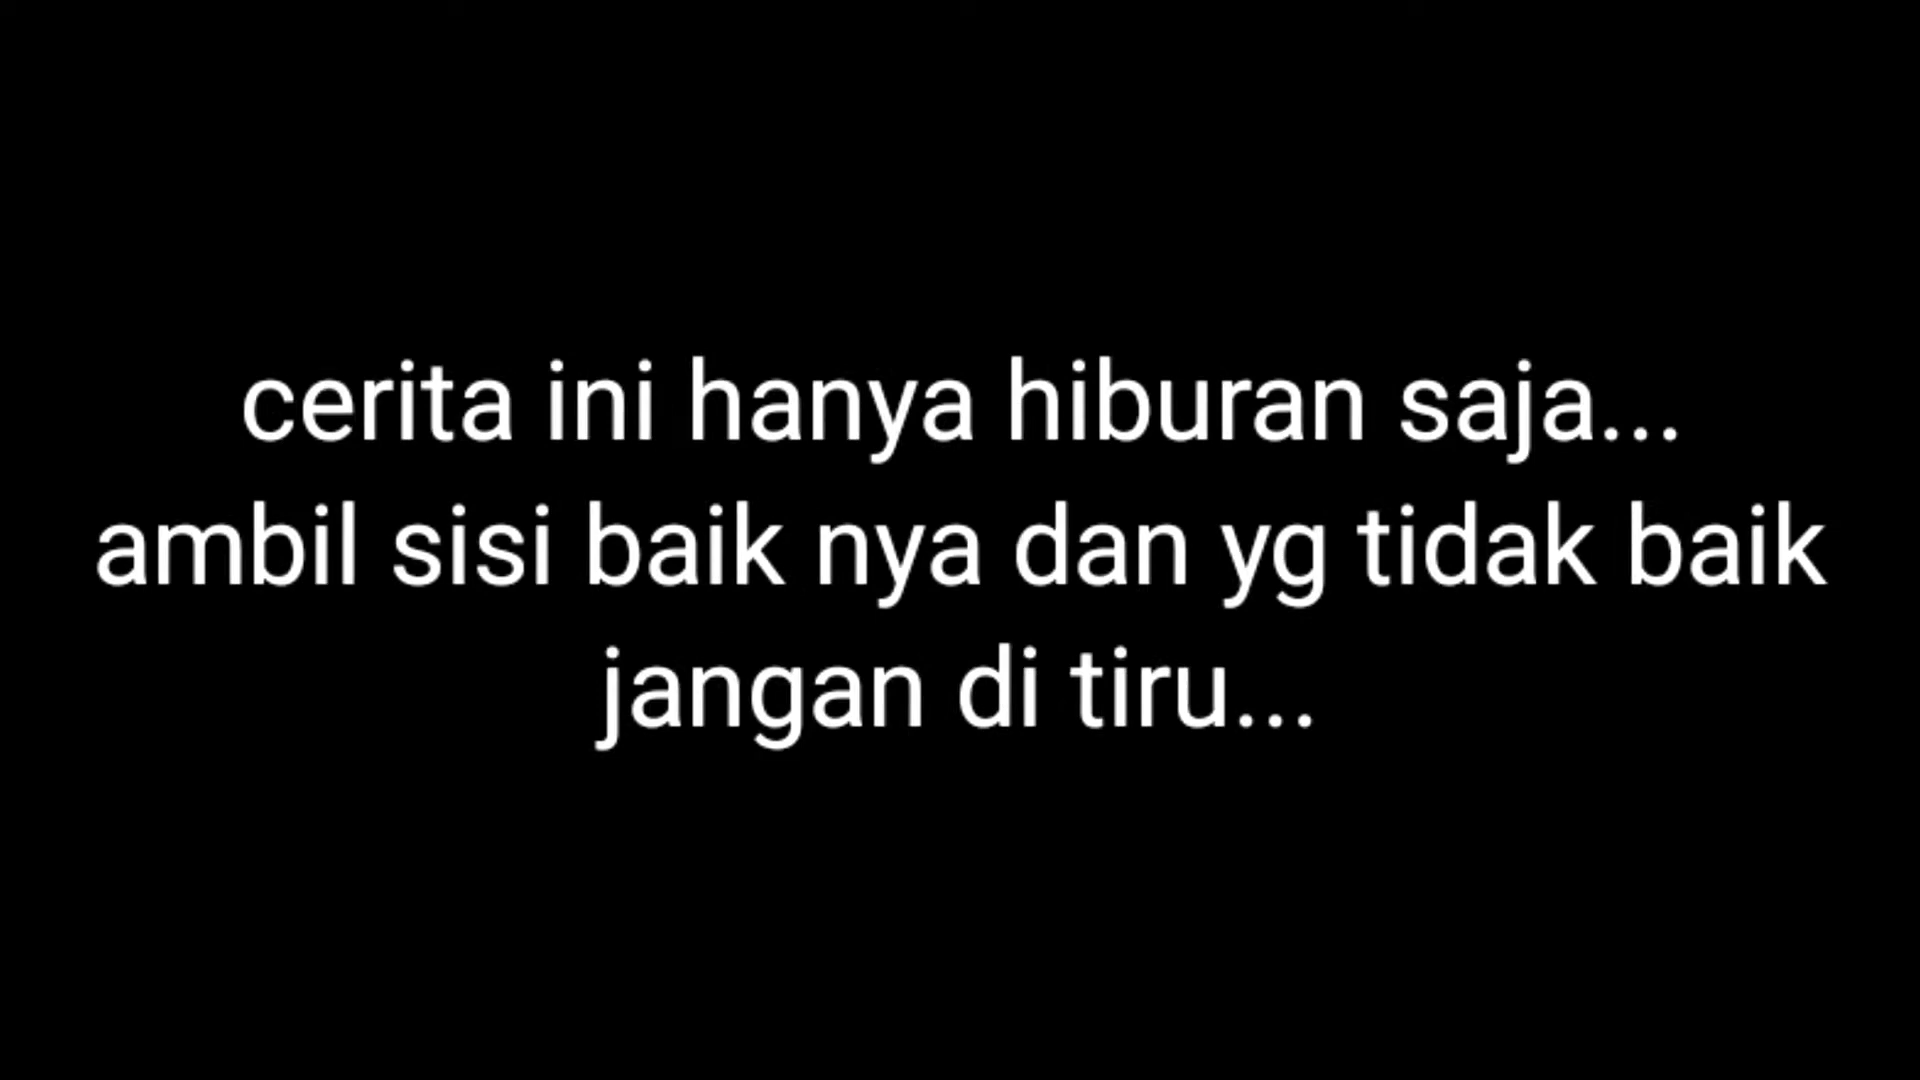 cerita ini hanya hiburan saja...
ambil sisi baik nya dan yg tidak baik
jangan di tiru...